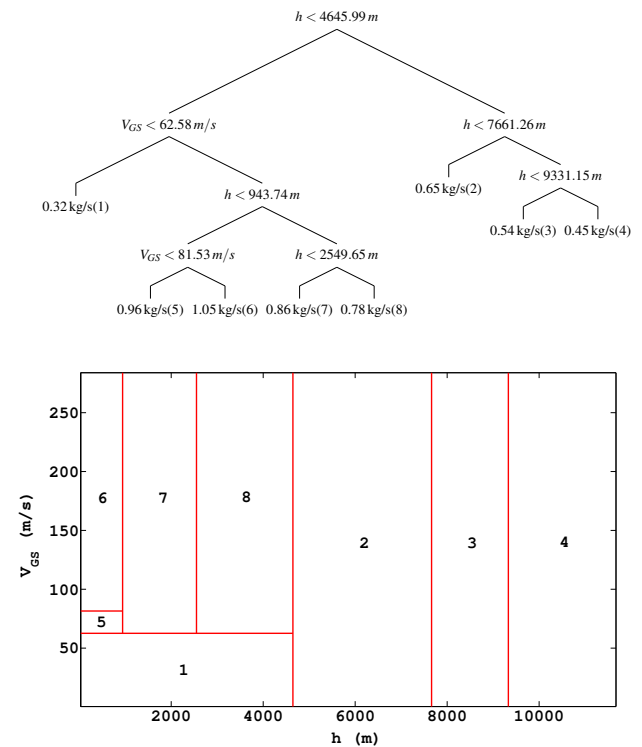 h < 4645.99 m
V_GS < 62.58 m/s
h < 7661.26 m
0.32 kg/s(1)
h < 943.74 m
0.65 kg/s(2)
h < 9331.15 m
0.54 kg/s(3)
0.45 kg/s(4)
V_GS < 81.53 m/s
h < 2549.65 m
0.96 kg/s(5)
1.05 kg/s(6)
0.86 kg/s(7)
0.78 kg/s(8)
V_GS (m/s)
250
200
150
100
50
6
7
8
2
3
4
5
1
2000
4000
6000
8000
10000
h (m)